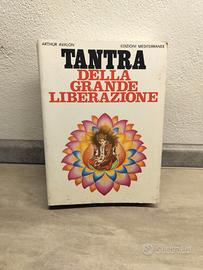 ARTHUR AVALON EDIZIONI MEDITERRANEE
TANTRA
DELLA
GRANDE
LIBERAZIONE